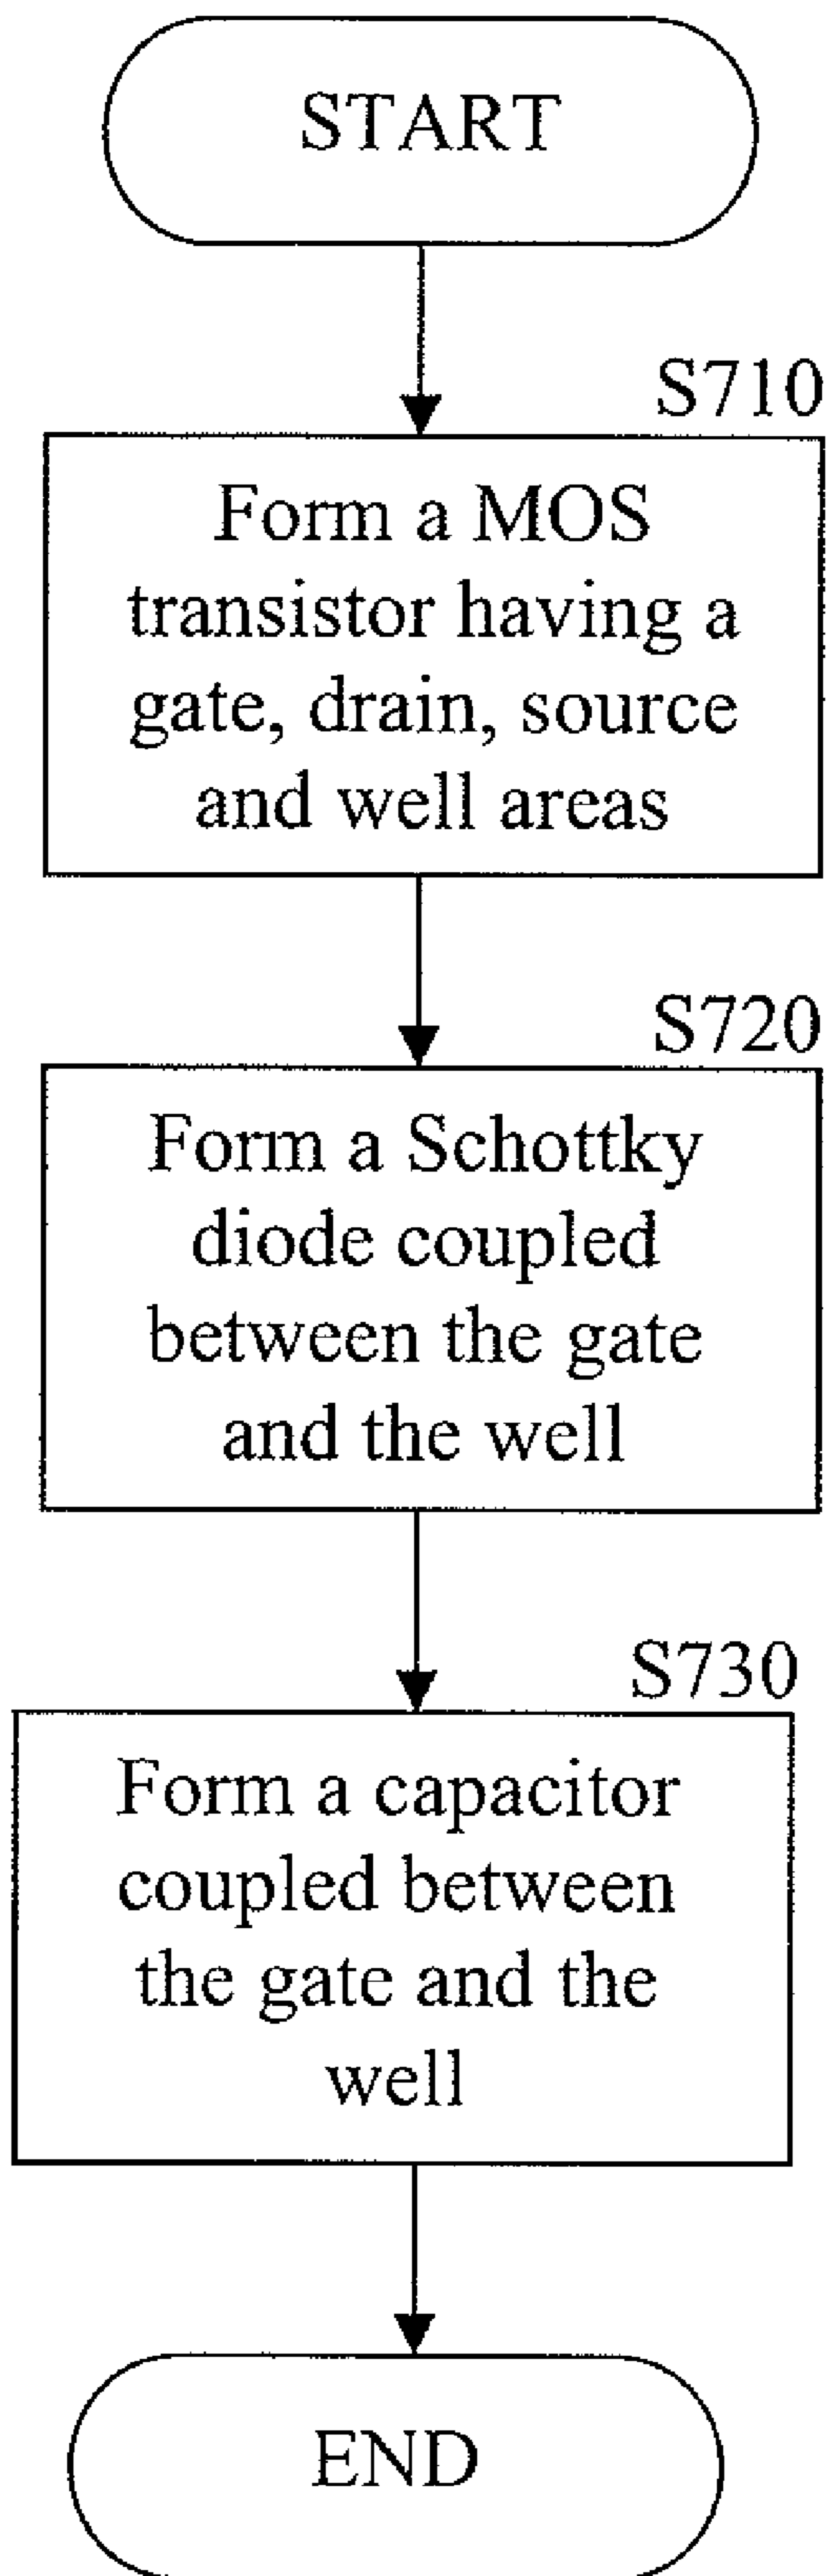 START
S710
Form a MOS
transistor having a
gate, drain, source
and well areas
S720
Form a Schottky
diode coupled
between the gate
and the well
S730
Form a capacitor
coupled between
the gate and the
well
END